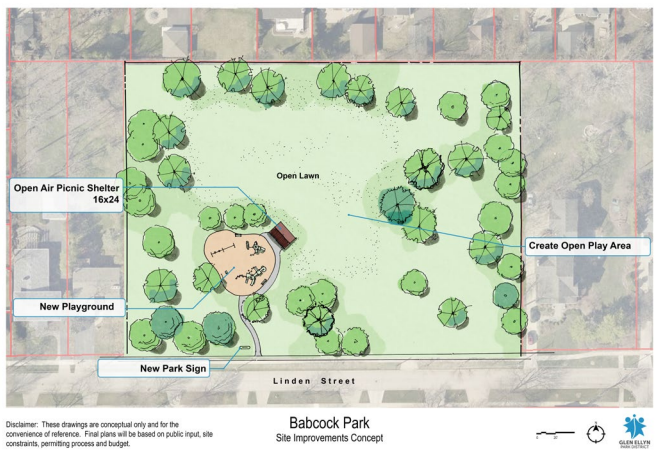 Open Lawn
Open Air Picnic Shelter
16x24
Create Open Play Area
New Playground
New Park Sign
Linden Street
Disclaimer: These drawings are conceptual only and for the
convenience of reference. Final plans will be based on public input, site
constraints, permitting process and budget.
Babcock Park
Site Improvements Concept
GLEN ELLYN
PARK DISTRICT